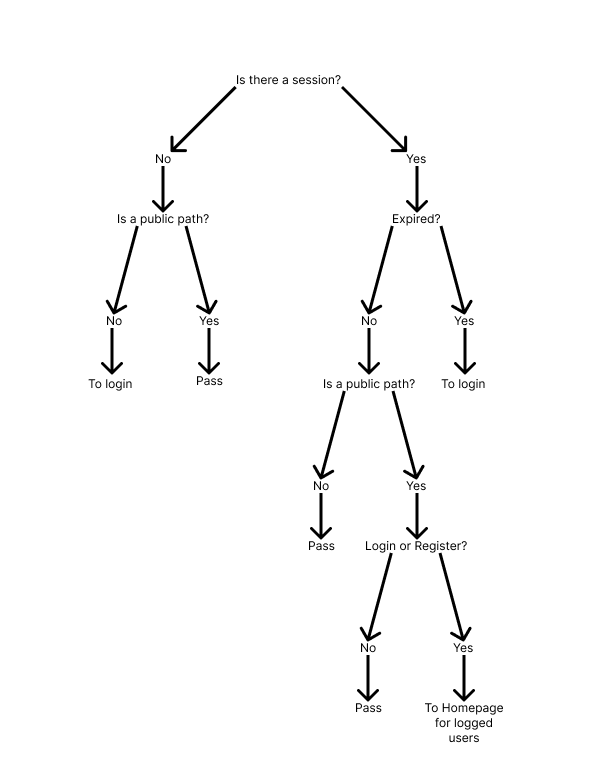 Is there a session?
No
Yes
Is a public path?
Expired?
No
Yes
No
Yes
To login
Pass
Is a public path?
To login
No
Yes
Pass
Login or Register?
No
Yes
Pass
To Homepage
for logged
users